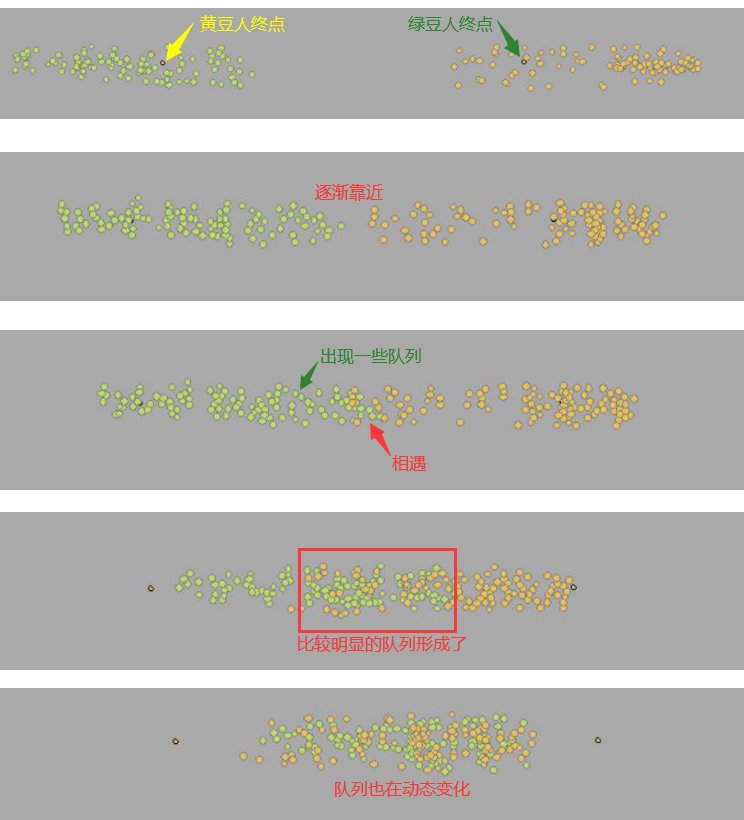 黄豆人终点
绿豆人终点
逐渐靠近
出现一些队列
相遇
比较明显的队列形成了
队列也在动态变化